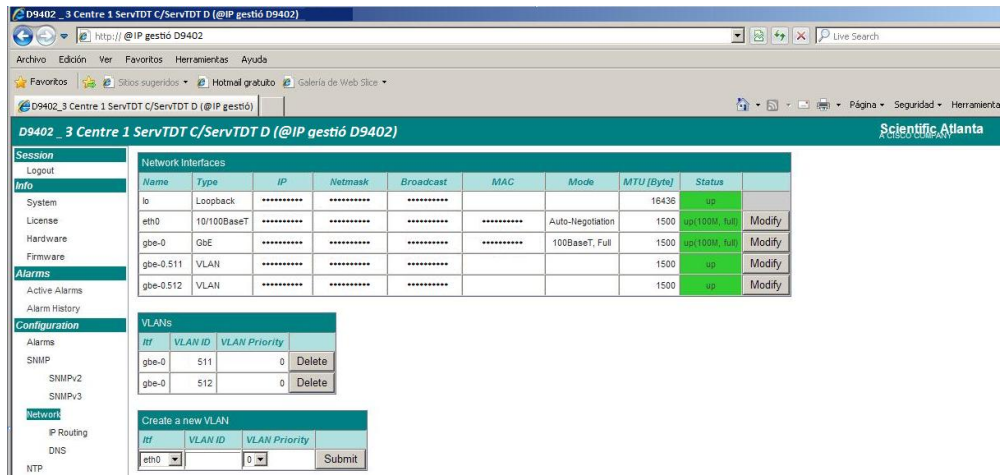 D9402 _ 3 Centre 1 ServTDT C/ServTDT D (@IP gestió D9402)
http:// @IP gestió D9402
Live Search
Archivo Edición Ver Favoritos Herramientas Ayuda
Favoritos Sitios sugeridos Hotmail gratuito Galería de Web Slice
D9402_3 Centre 1 ServTDT C/ServTDT D (@IP gestió)
Página Seguridad Herramienta
D9402 _ 3 Centre 1 ServTDT C/ServTDT D (@IP gestió D9402)
Scientific Atlanta
A CISCO COMPANY
Session
Logout
Info
System
License
Hardware
Firmware
Alarms
Active Alarms
Alarm History
Configuration
Alarms
SNMP
SNMPv2
SNMPv3
Network
IP Routing
DNS
NTP
Network Interfaces
Name Type IP Netmask Broadcast MAC Mode MTU [Byte] Status
lo Loopback ********** ********** ********** 16436 up
eth0 10/100BaseT ********** ********** ********** ********** Auto-Negotiation 1500 up(100M, full) Modify
gbe-0 GbE ********** ********** ********** ********** 100BaseT, Full 1500 up(100M, full) Modify
gbe-0.511 VLAN ********** ********** ********** 1500 up Modify
gbe-0.512 VLAN ********** ********** ********** 1500 up Modify
VLANs
Itf VLAN ID VLAN Priority
gbe-0 511 0 Delete
gbe-0 512 0 Delete
Create a new VLAN
Itf VLAN ID VLAN Priority
eth0 0 Submit